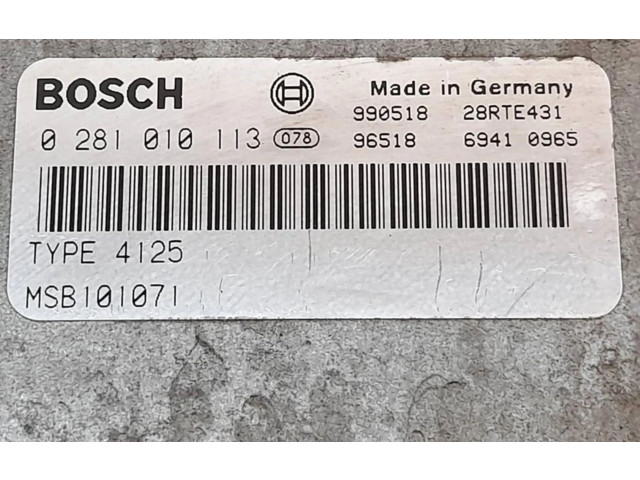 BOSCH
Made in Germany
990518 28RTE431
0 281 010 113 078
96518 6941 0965
TYPE 4125
MSB101071